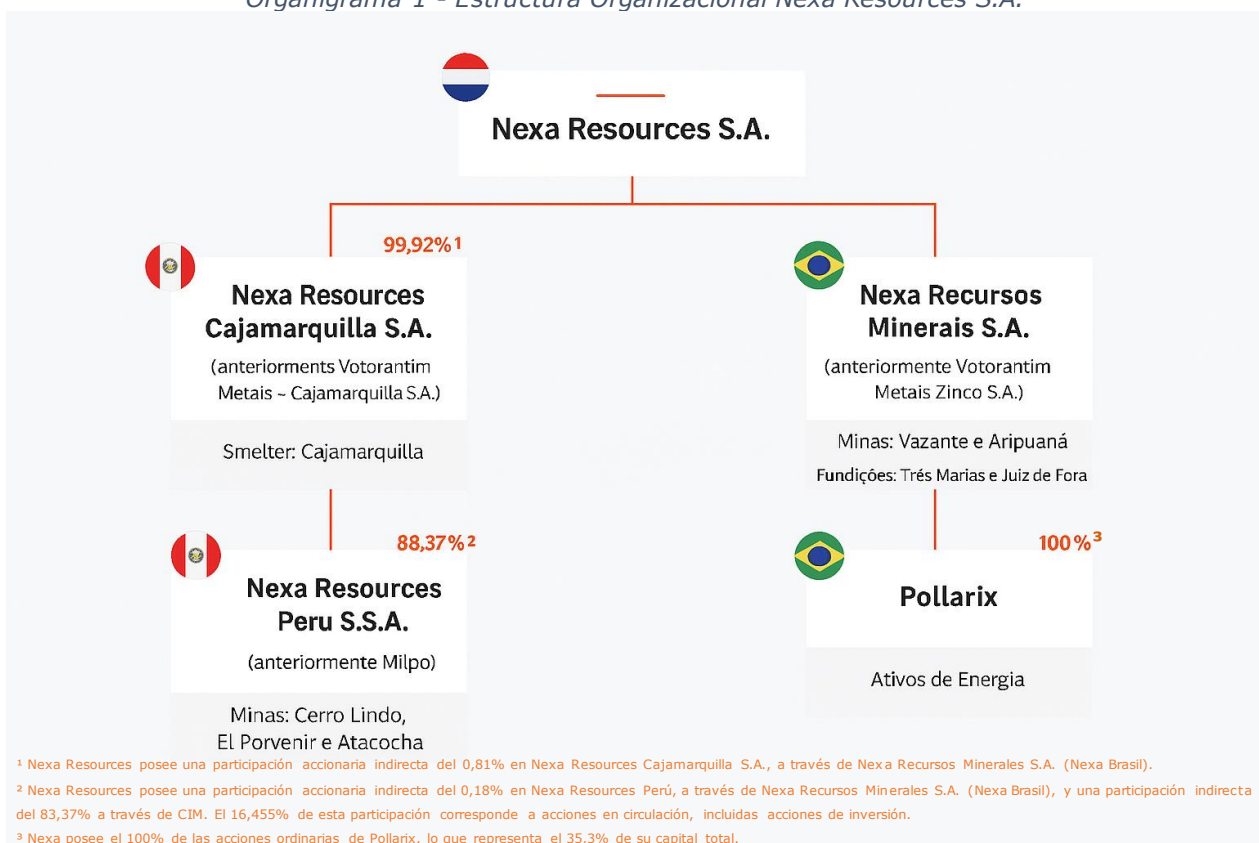 Organigrama 1 - Estructura Organizacional Nexa Resources S.A.
Nexa Resources S.A.
99,92%¹
Nexa Resources
Cajamarquilla S.A.
(anteriorments Votorantim
Metais ~ Cajamarquilla S.A.)
Smelter: Cajamarquilla
Nexa Recursos
Minerais S.A.
(anteriormente Votorantim
Metais Zinco S.A.)
Minas: Vazante e Aripuaná
Fundições: Trés Marias e Juiz de Fora
88,37%²
Nexa Resources
Peru S.S.A.
(anteriormente Milpo)
Minas: Cerro Lindo,
El Porvenir e Atacocha
100%³
Pollarix
Ativos de Energia
¹ Nexa Resources posee una participación accionaria indirecta del 0,81% en Nexa Resources Cajamarquilla S.A., a través de Nexa Recursos Minerales S.A. (Nexa Brasil).
² Nexa Resources posee una participación accionaria indirecta del 0,18% en Nexa Resources Perú, a través de Nexa Recursos Minerales S.A. (Nexa Brasil), y una participación indirecta
del 83,37% a través de CIM. El 16,455% de esta participación corresponde a acciones en circulación, incluidas acciones de inversión.
³ Nexa posee el 100% de las acciones ordinarias de Pollarix, lo que representa el 35,3% de su capital total.